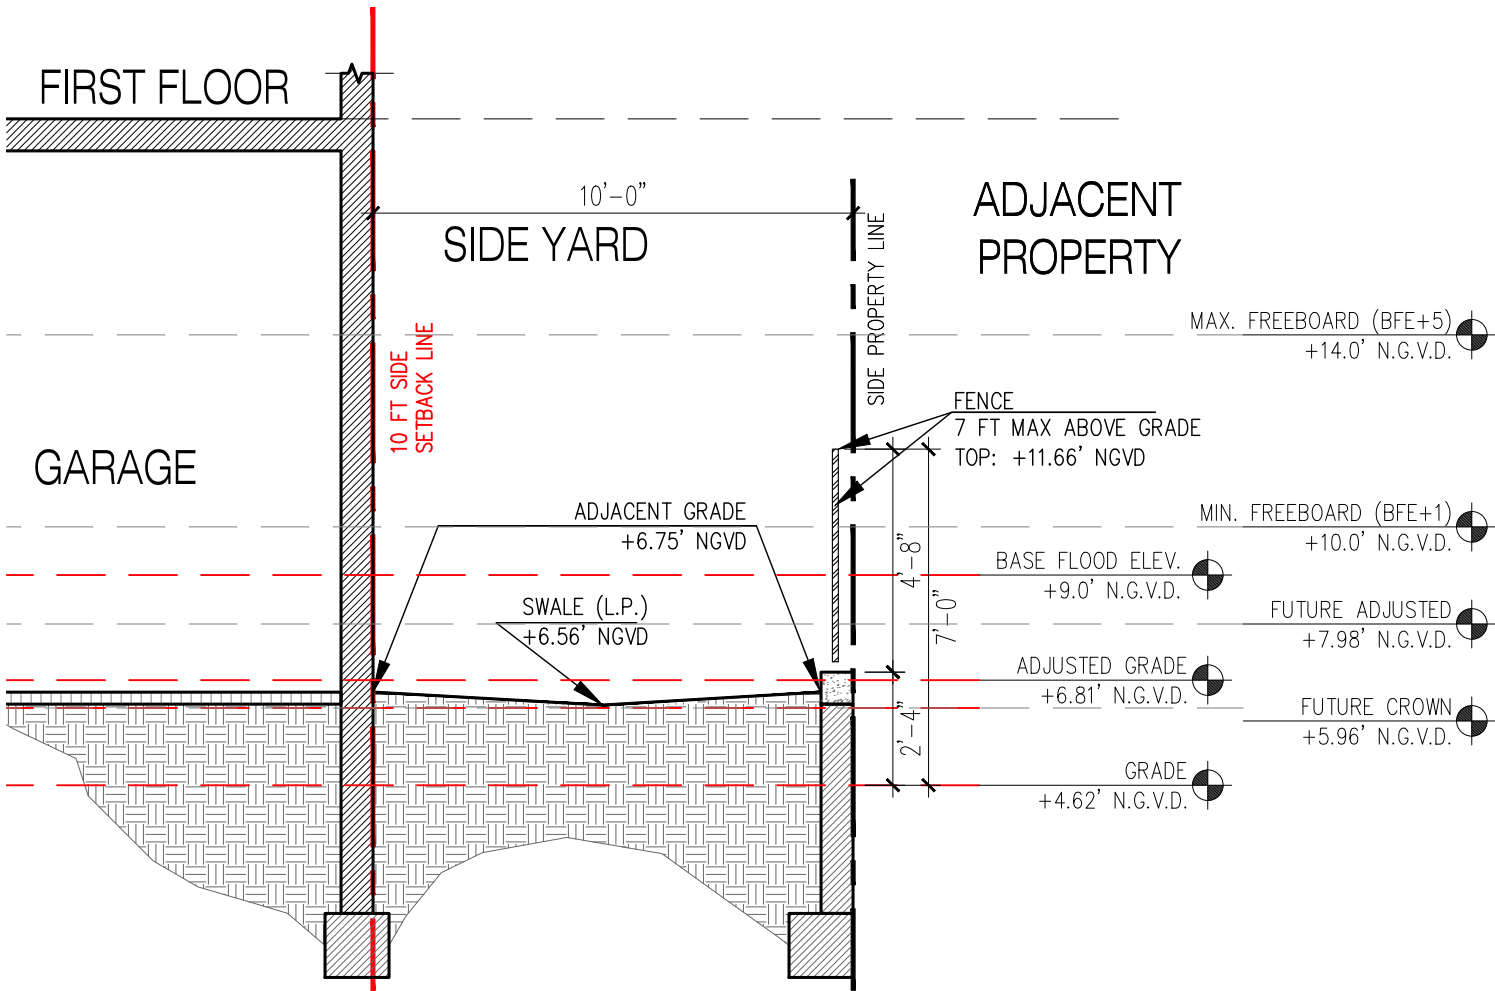 FIRST FLOOR
10'-0"
SIDE YARD
ADJACENT
PROPERTY
SIDE PROPERTY LINE
10 FT SIDE
SETBACK LINE
MAX. FREEBOARD (BFE+5)
+14.0' N.G.V.D.
FENCE
7 FT MAX ABOVE GRADE
TOP: +11.66' NGVD
GARAGE
ADJACENT GRADE
+6.75' NGVD
MIN. FREEBOARD (BFE+1)
+10.0' N.G.V.D.
4'-8"
BASE FLOOD ELEV.
+9.0' N.G.V.D.
7'-0"
SWALE (L.P.)
+6.56' NGVD
FUTURE ADJUSTED
+7.98' N.G.V.D.
ADJUSTED GRADE
+6.81' N.G.V.D.
2'-4"
FUTURE CROWN
+5.96' N.G.V.D.
GRADE
+4.62' N.G.V.D.